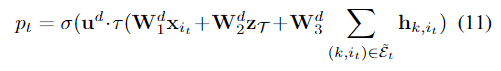 p_t = σ(u^d·τ(W_1^d x_{i_t} + W_2^d z_𝒯 + W_3^d ∑_{(k,i_t)∈ℰ̃_t} h_{k,i_t}) (11)